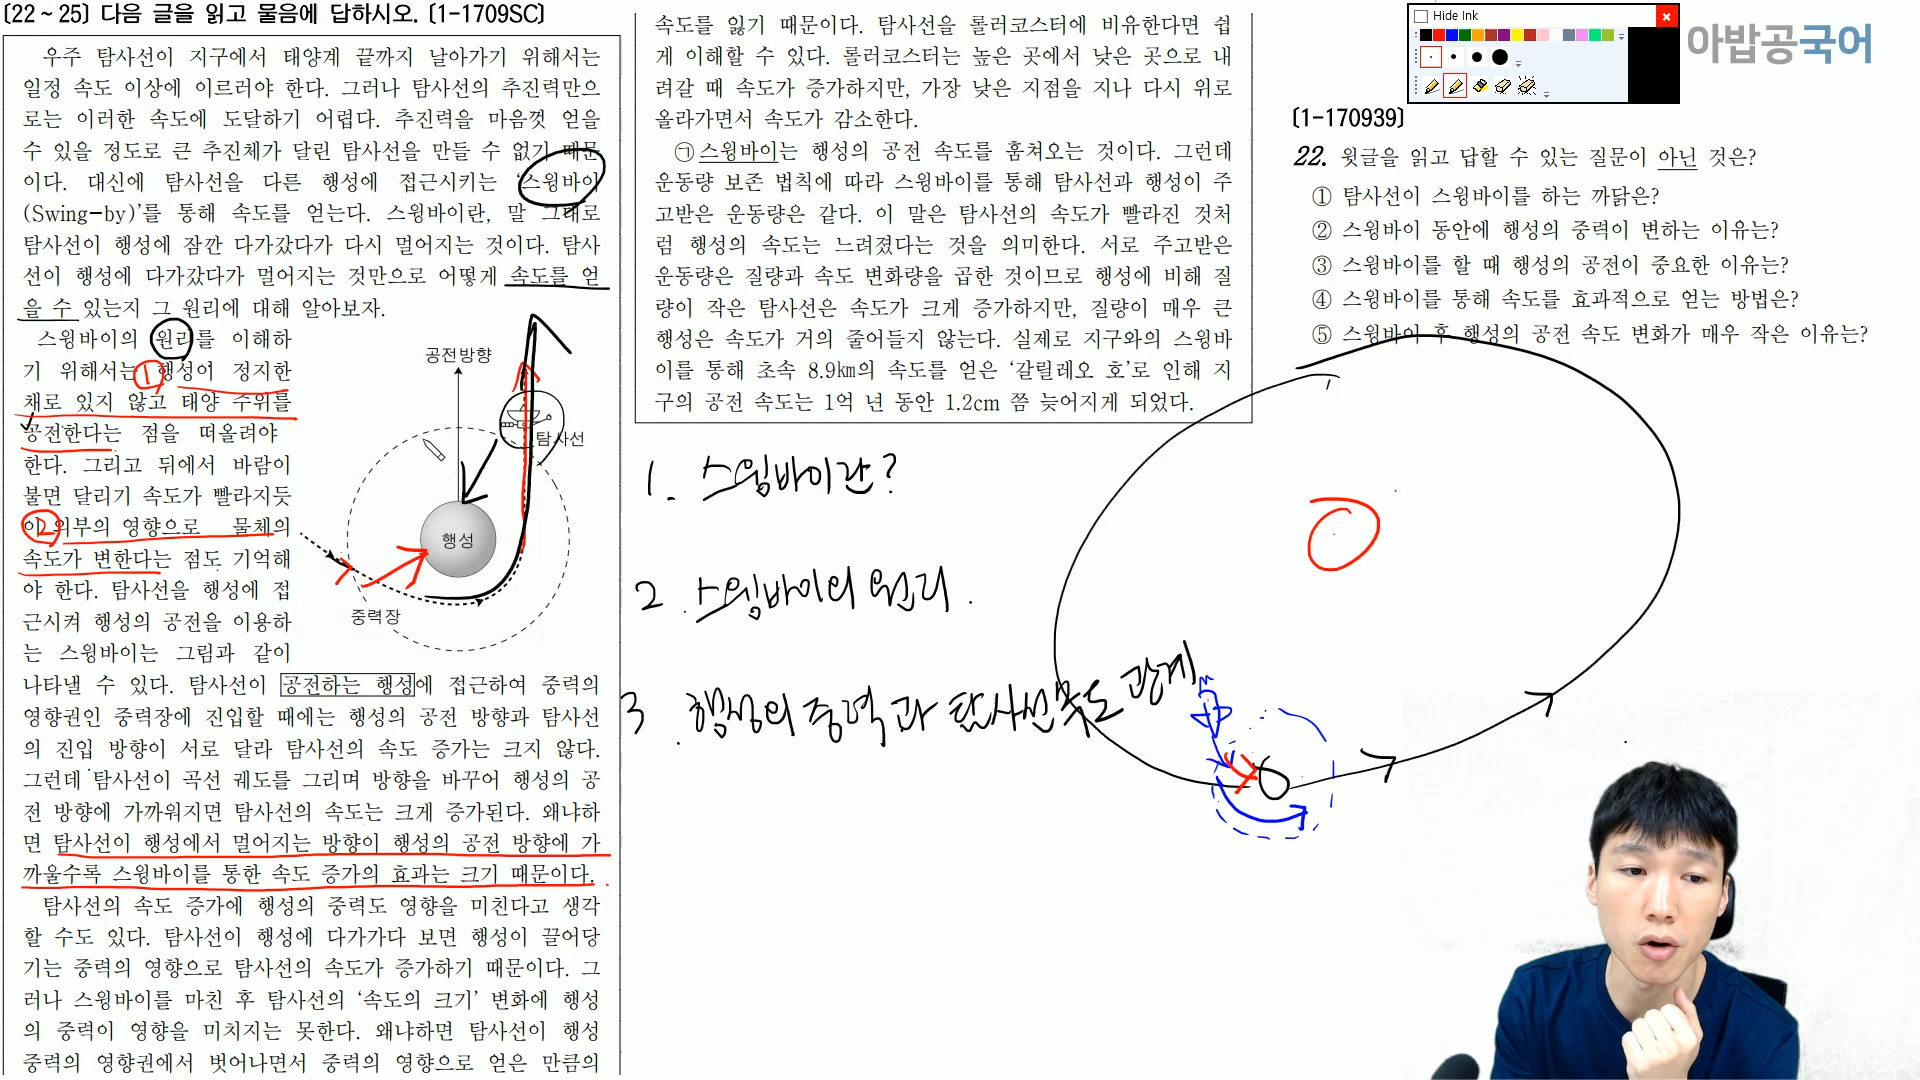 [22~25] 다음 글을 읽고 물음에 답하시오. [1-1709SC]
우주 탐사선이 지구에서 태양계 끝까지 날아가기 위해서는
일정 속도 이상에 이르러야 한다. 그러나 탐사선의 추진력만으
로는 이러한 속도에 도달하기 어렵다. 추진력을 마음껏 얻을
수 있을 정도로 큰 추진체가 달린 탐사선을 만들 수 없기 때문
이다. 대신에 탐사선을 다른 행성에 접근시키는 ‘스윙바이
(Swing-by)’를 통해 속도를 얻는다. 스윙바이란, 말 그대로
탐사선이 행성에 잠깐 다가갔다가 다시 멀어지는 것이다. 탐사
선이 행성에 다가갔다가 멀어지는 것만으로 어떻게 속도를 얻
을 수 있는지 그 원리에 대해 알아보자.
스윙바이의 원리를 이해하
기 위해서는 행성이 정지한
채로 있지 않고 태양 주위를
공전한다는 점을 떠올려야
한다. 그리고 뒤에서 바람이
불면 달리기 속도가 빨라지듯
이 외부의 영향으로 물체의
속도가 변한다는 점도 기억해
야 한다. 탐사선을 행성에 접
근시켜 행성의 공전을 이용하
는 스윙바이는 그림과 같이
나타낼 수 있다. 탐사선이 공전하는 행성에 접근하여 중력의
영향권인 중력장에 진입할 때에는 행성의 공전 방향과 탐사선
의 진입 방향이 서로 달라 탐사선의 속도 증가는 크지 않다.
그런데 탐사선이 곡선 궤도를 그리며 방향을 바꾸어 행성의 공
전 방향에 가까워지면 탐사선의 속도는 크게 증가된다. 왜냐하
면 탐사선이 행성에서 멀어지는 방향이 행성의 공전 방향에 가
까울수록 스윙바이를 통한 속도 증가의 효과는 크기 때문이다.
탐사선의 속도 증가에 행성의 중력도 영향을 미친다고 생각
할 수도 있다. 탐사선이 행성에 다가가다 보면 행성이 끌어당
기는 중력의 영향으로 탐사선의 속도가 증가하기 때문이다. 그
러나 스윙바이를 마친 후 탐사선의 ‘속도의 크기’ 변화에 행성
의 중력이 영향을 미치지는 못한다. 왜냐하면 탐사선이 행성
중력의 영향권에서 벗어나면서 중력의 영향으로 얻은 만큼의
①
②
공전방향
탐사선
행성
중력장
속도를 잃기 때문이다. 탐사선을 롤러코스터에 비유한다면 쉽
게 이해할 수 있다. 롤러코스터는 높은 곳에서 낮은 곳으로 내
려갈 때 속도가 증가하지만, 가장 낮은 지점을 지나 다시 위로
올라가면서 속도가 감소한다.
㉠스윙바이는 행성의 공전 속도를 훔쳐오는 것이다. 그런데
운동량 보존 법칙에 따라 스윙바이를 통해 탐사선과 행성이 주
고받은 운동량은 같다. 이 말은 탐사선의 속도가 빨라진 것처
럼 행성의 속도는 느려졌다는 것을 의미한다. 서로 주고받은
운동량은 질량과 속도 변화량을 곱한 것이므로 행성에 비해 질
량이 작은 탐사선은 속도가 크게 증가하지만, 질량이 매우 큰
행성은 속도가 거의 줄어들지 않는다. 실제로 지구와의 스윙바
이를 통해 초속 8.9㎞의 속도를 얻은 ‘갈릴레오 호’로 인해 지
구의 공전 속도는 1억 년 동안 1.2cm 쯤 늦어지게 되었다.
1. 스윙바이란?
2. 스윙바이의 원리.
3. 행성의 중력과 탐사선 속도 관계
Hide Ink
아밥공국어
[1-170939]
22. 윗글을 읽고 답할 수 있는 질문이 아닌 것은?
① 탐사선이 스윙바이를 하는 까닭은?
② 스윙바이 동안에 행성의 중력이 변하는 이유는?
③ 스윙바이를 할 때 행성의 공전이 중요한 이유는?
④ 스윙바이를 통해 속도를 효과적으로 얻는 방법은?
⑤ 스윙바이 후 행성의 공전 속도 변화가 매우 작은 이유는?